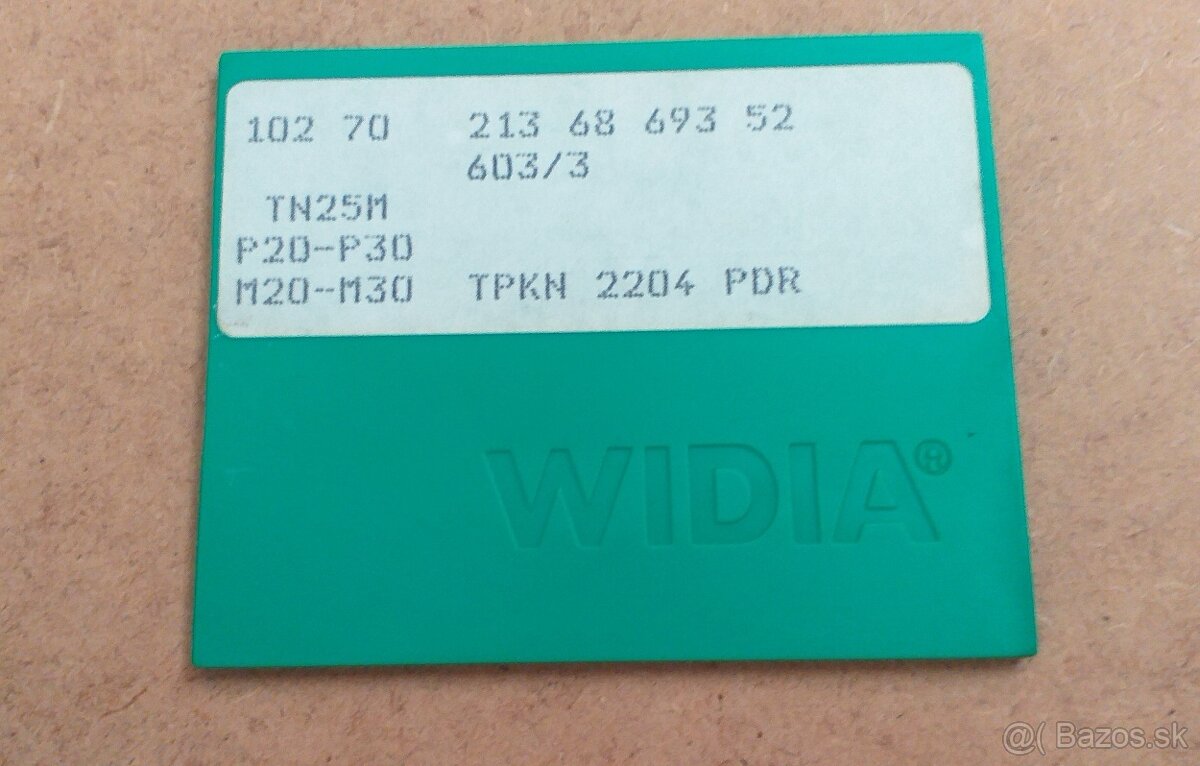 102 70 213 68 693 52
603/3
TN25M
P20-P30
M20-M30 TPKN 2204 PDR
WIDIA®
@( Bazos.sk